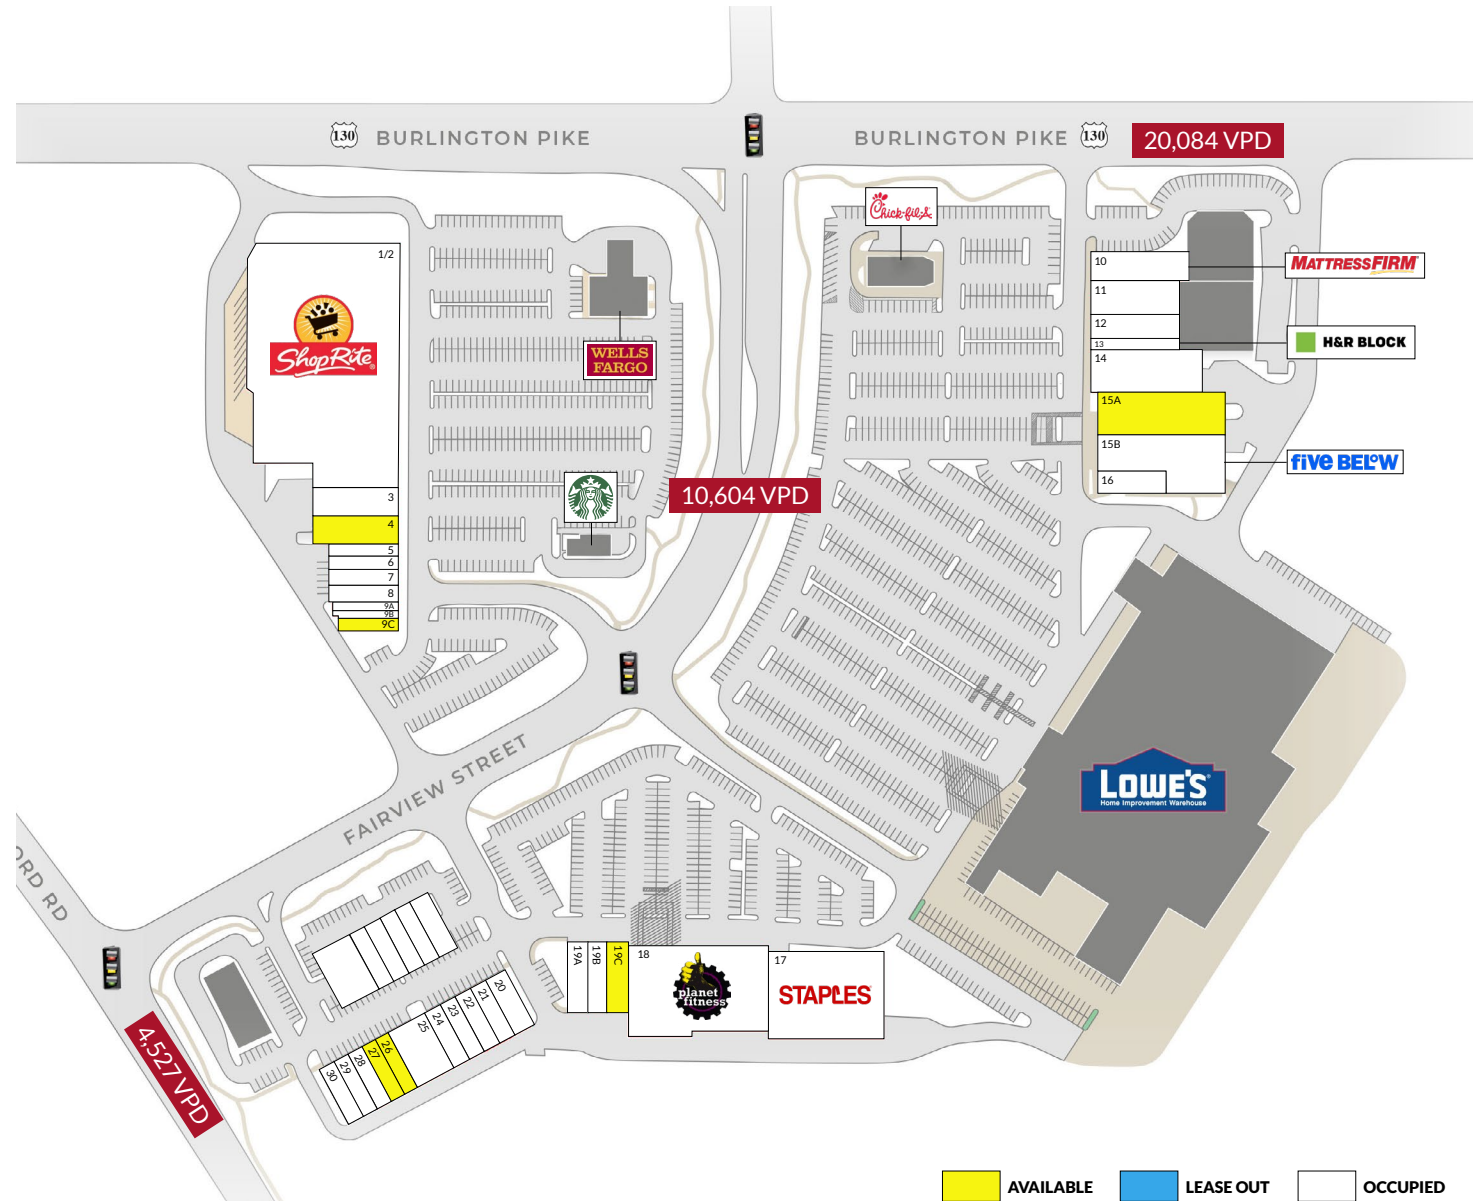 130 BURLINGTON PIKE
BURLINGTON PIKE 130
20,084 VPD
Chick-fil-A
1/2
ShopRite
WELLS
FARGO
10
MATTRESSFIRM
11
12
13
H&R BLOCK
14
15A
15B
five BELOW
16
3
4
5
6
7
8
9A
9B
9C
10,604 VPD
FAIRVIEW STREET
LOWE'S
Home Improvement Warehouse
ORD RD
4,527 VPD
19A
19B
19C
18
planet
fitness
17
STAPLES
20
21
22
23
24
25
26
27
28
29
30
AVAILABLE
LEASE OUT
OCCUPIED